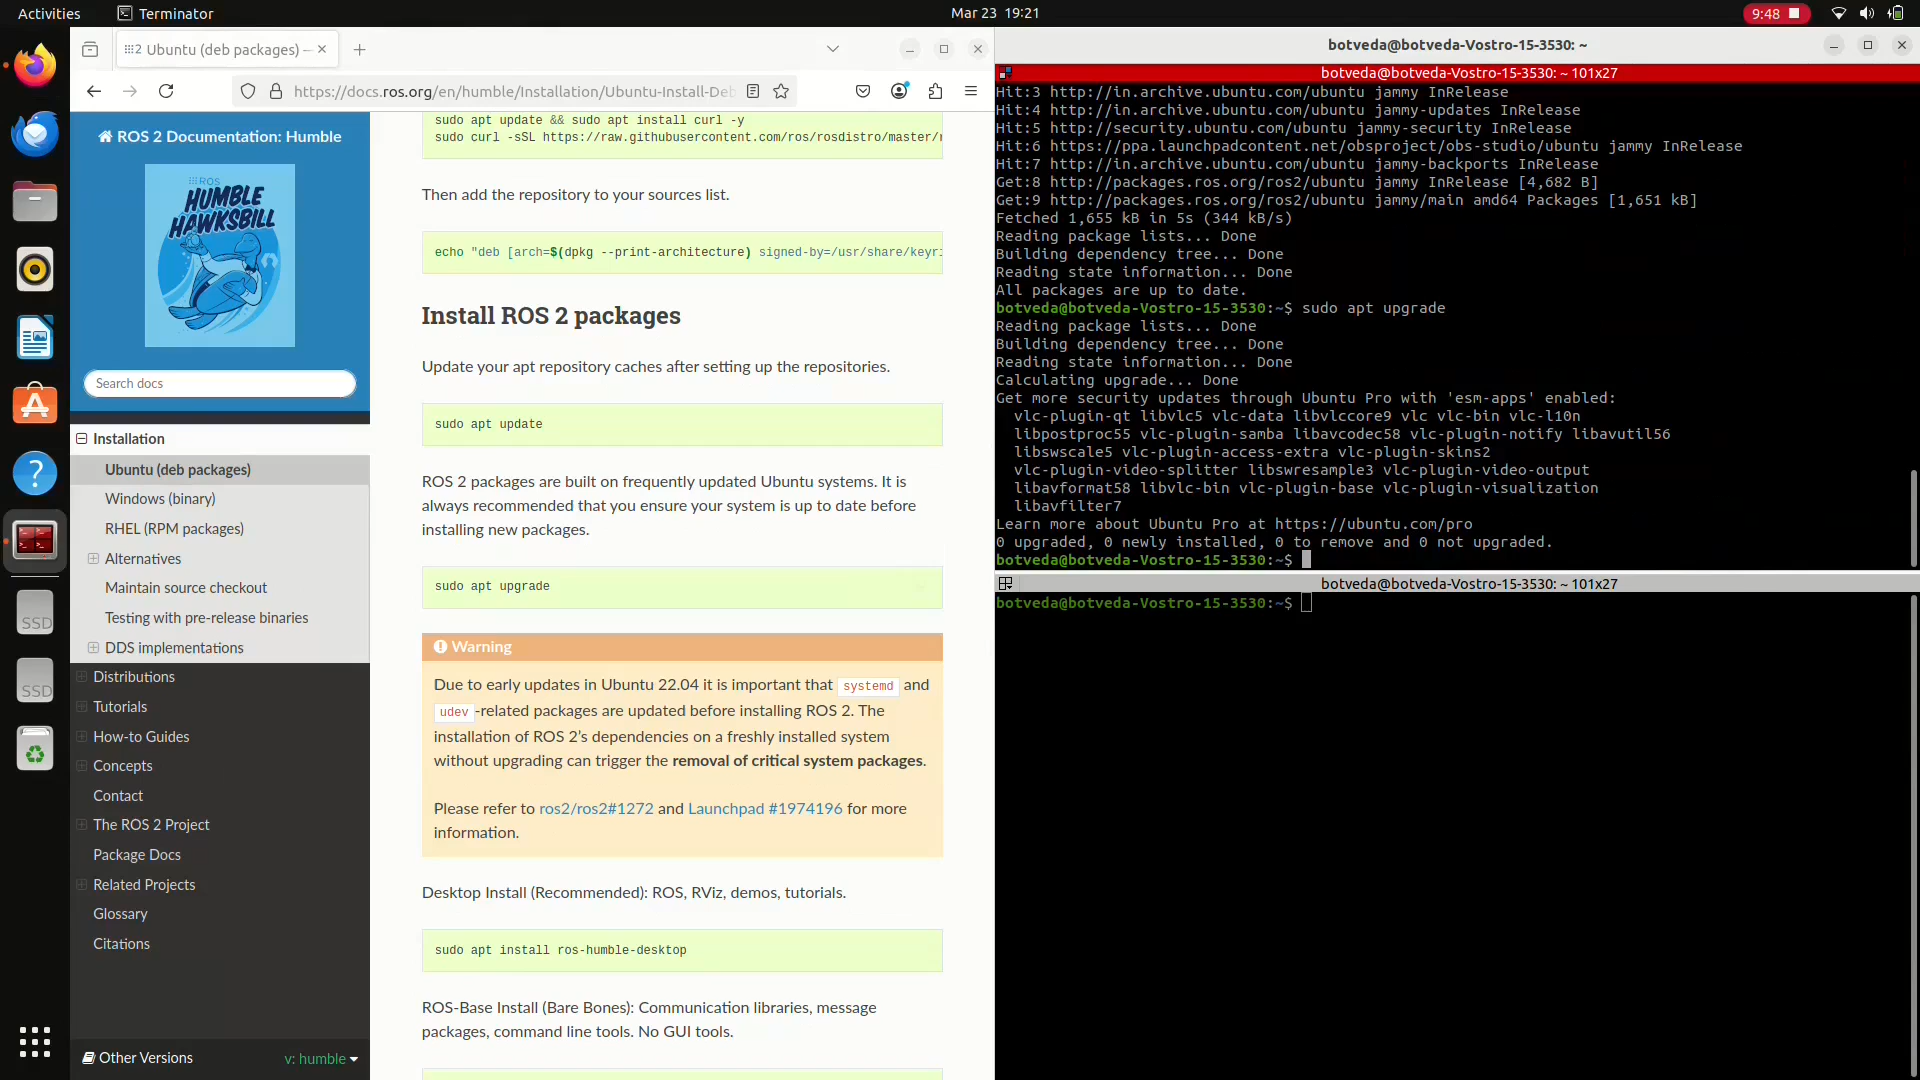 Activities
Terminator
Mar 23 19:21
9:48
Ubuntu (deb packages) —
https://docs.ros.org/en/humble/Installation/Ubuntu-Install-Deb
ROS 2 Documentation: Humble
ROS
HUMBLE
HAWKSBILL
Search docs
Installation
Ubuntu (deb packages)
Windows (binary)
RHEL (RPM packages)
Alternatives
Maintain source checkout
Testing with pre-release binaries
DDS implementations
Distributions
Tutorials
How-to Guides
Concepts
Contact
The ROS 2 Project
Package Docs
Related Projects
Glossary
Citations
Other Versions
v: humble
SSD
SSD
sudo apt update && sudo apt install curl -y
sudo curl -sSL https://raw.githubusercontent.com/ros/rosdistro/master/r
Then add the repository to your sources list.
echo "deb [arch=$(dpkg --print-architecture) signed-by=/usr/share/keyri
Install ROS 2 packages
Update your apt repository caches after setting up the repositories.
sudo apt update
ROS 2 packages are built on frequently updated Ubuntu systems. It is
always recommended that you ensure your system is up to date before
installing new packages.
sudo apt upgrade
Warning
Due to early updates in Ubuntu 22.04 it is important that systemd and
udev-related packages are updated before installing ROS 2. The
installation of ROS 2's dependencies on a freshly installed system
without upgrading can trigger the removal of critical system packages.
Please refer to ros2/ros2#1272 and Launchpad #1974196 for more
information.
Desktop Install (Recommended): ROS, RViz, demos, tutorials.
sudo apt install ros-humble-desktop
ROS-Base Install (Bare Bones): Communication libraries, message
packages, command line tools. No GUI tools.
botveda@botveda-Vostro-15-3530: ~
botveda@botveda-Vostro-15-3530: ~ 101x27
Hit:3 http://in.archive.ubuntu.com/ubuntu jammy InRelease
Hit:4 http://in.archive.ubuntu.com/ubuntu jammy-updates InRelease
Hit:5 http://security.ubuntu.com/ubuntu jammy-security InRelease
Hit:6 https://ppa.launchpadcontent.net/obsproject/obs-studio/ubuntu jammy InRelease
Hit:7 http://in.archive.ubuntu.com/ubuntu jammy-backports InRelease
Get:8 http://packages.ros.org/ros2/ubuntu jammy InRelease [4,682 B]
Get:9 http://packages.ros.org/ros2/ubuntu jammy/main amd64 Packages [1,651 kB]
Fetched 1,655 kB in 5s (344 kB/s)
Reading package lists... Done
Building dependency tree... Done
Reading state information... Done
All packages are up to date.
botveda@botveda-Vostro-15-3530:~$ sudo apt upgrade
Reading package lists... Done
Building dependency tree... Done
Reading state information... Done
Calculating upgrade... Done
Get more security updates through Ubuntu Pro with 'esm-apps' enabled:
vlc-plugin-qt libvlc5 vlc-data libvlccore9 vlc vlc-bin vlc-l10n
libpostproc55 vlc-plugin-samba libavcodec58 vlc-plugin-notify libavutil56
libswscale5 vlc-plugin-access-extra vlc-plugin-skins2
vlc-plugin-video-splitter libswresample3 vlc-plugin-video-output
libavformat58 libvlc-bin vlc-plugin-base vlc-plugin-visualization
libavfilter7
Learn more about Ubuntu Pro at https://ubuntu.com/pro
0 upgraded, 0 newly installed, 0 to remove and 0 not upgraded.
botveda@botveda-Vostro-15-3530:~$
botveda@botveda-Vostro-15-3530: ~ 101x27
botveda@botveda-Vostro-15-3530:~$